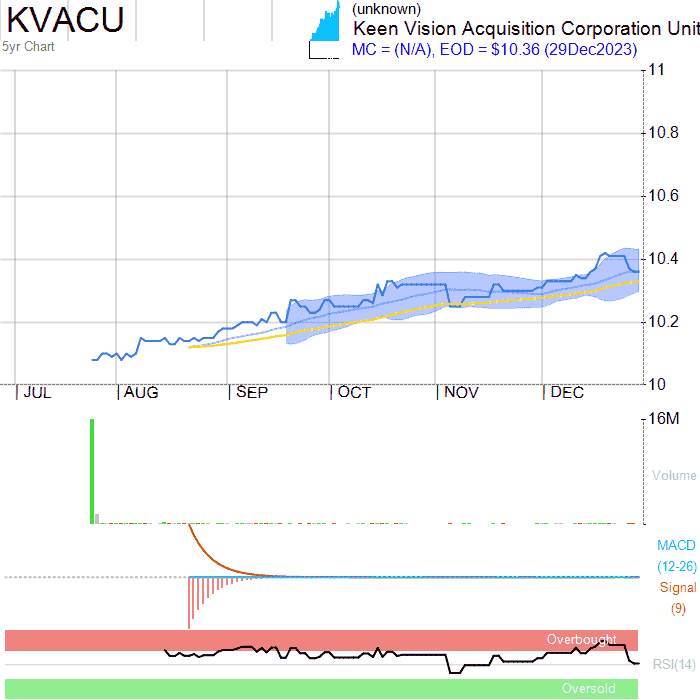 KVACU
5yr Chart
(unknown)
Keen Vision Acquisition Corporation Unit
MC = (N/A), EOD = $10.36 (29Dec2023)
11
10.8
10.6
10.4
10.2
10
JUL AUG SEP OCT NOV DEC
16M
Volume
MACD
(12-26)
Signal
(9)
Overbought
RSI(14)
Oversold